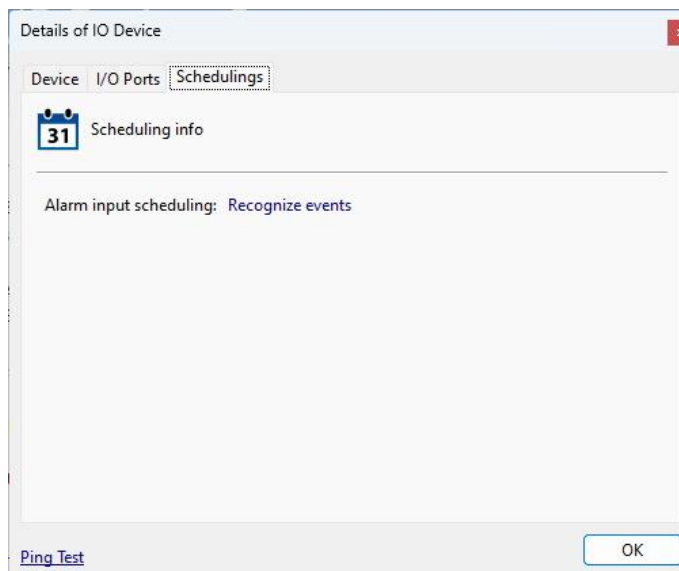 Details of IO Device
Device I/O Ports Schedulings
31 Scheduling info
Alarm input scheduling: Recognize events
Ping Test
OK